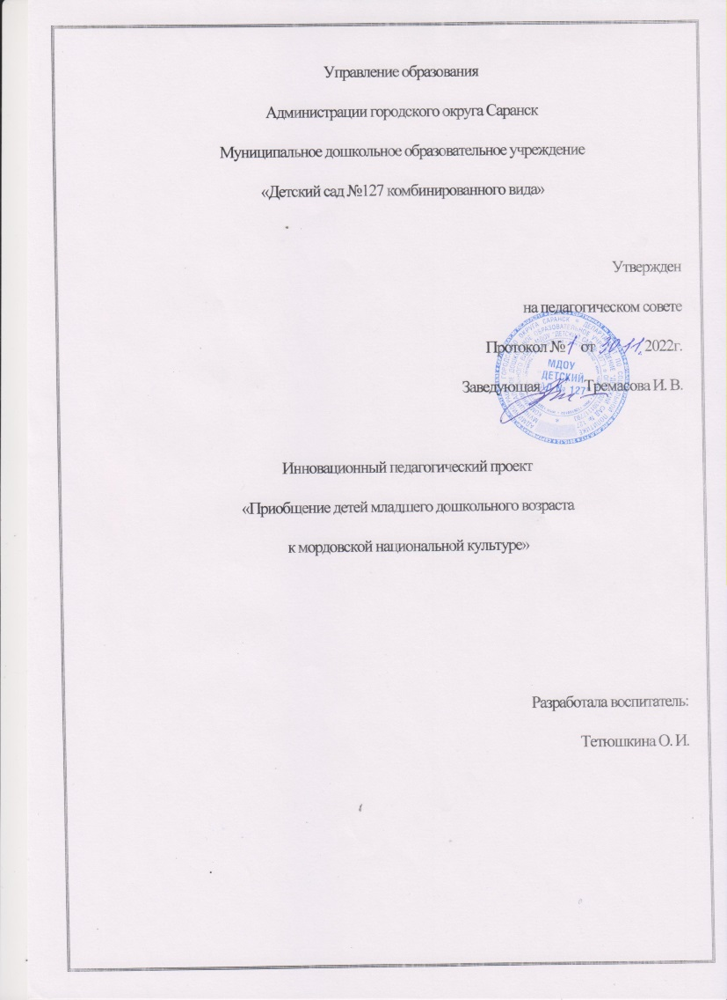 Управление образования
Администрации городского округа Саранск
Муниципальное дошкольное образовательное учреждение
«Детский сад №127 комбинированного вида»
Утвержден
на педагогическом совете
Протокол №1 от 30.11.2022г.
Заведующая Тремасова И. В.
МДОУ
ДЕТСКИЙ
№ 127
Инновационный педагогический проект
«Приобщение детей младшего дошкольного возраста
к мордовской национальной культуре»
Разработала воспитатель:
Тетюшкина О. И.